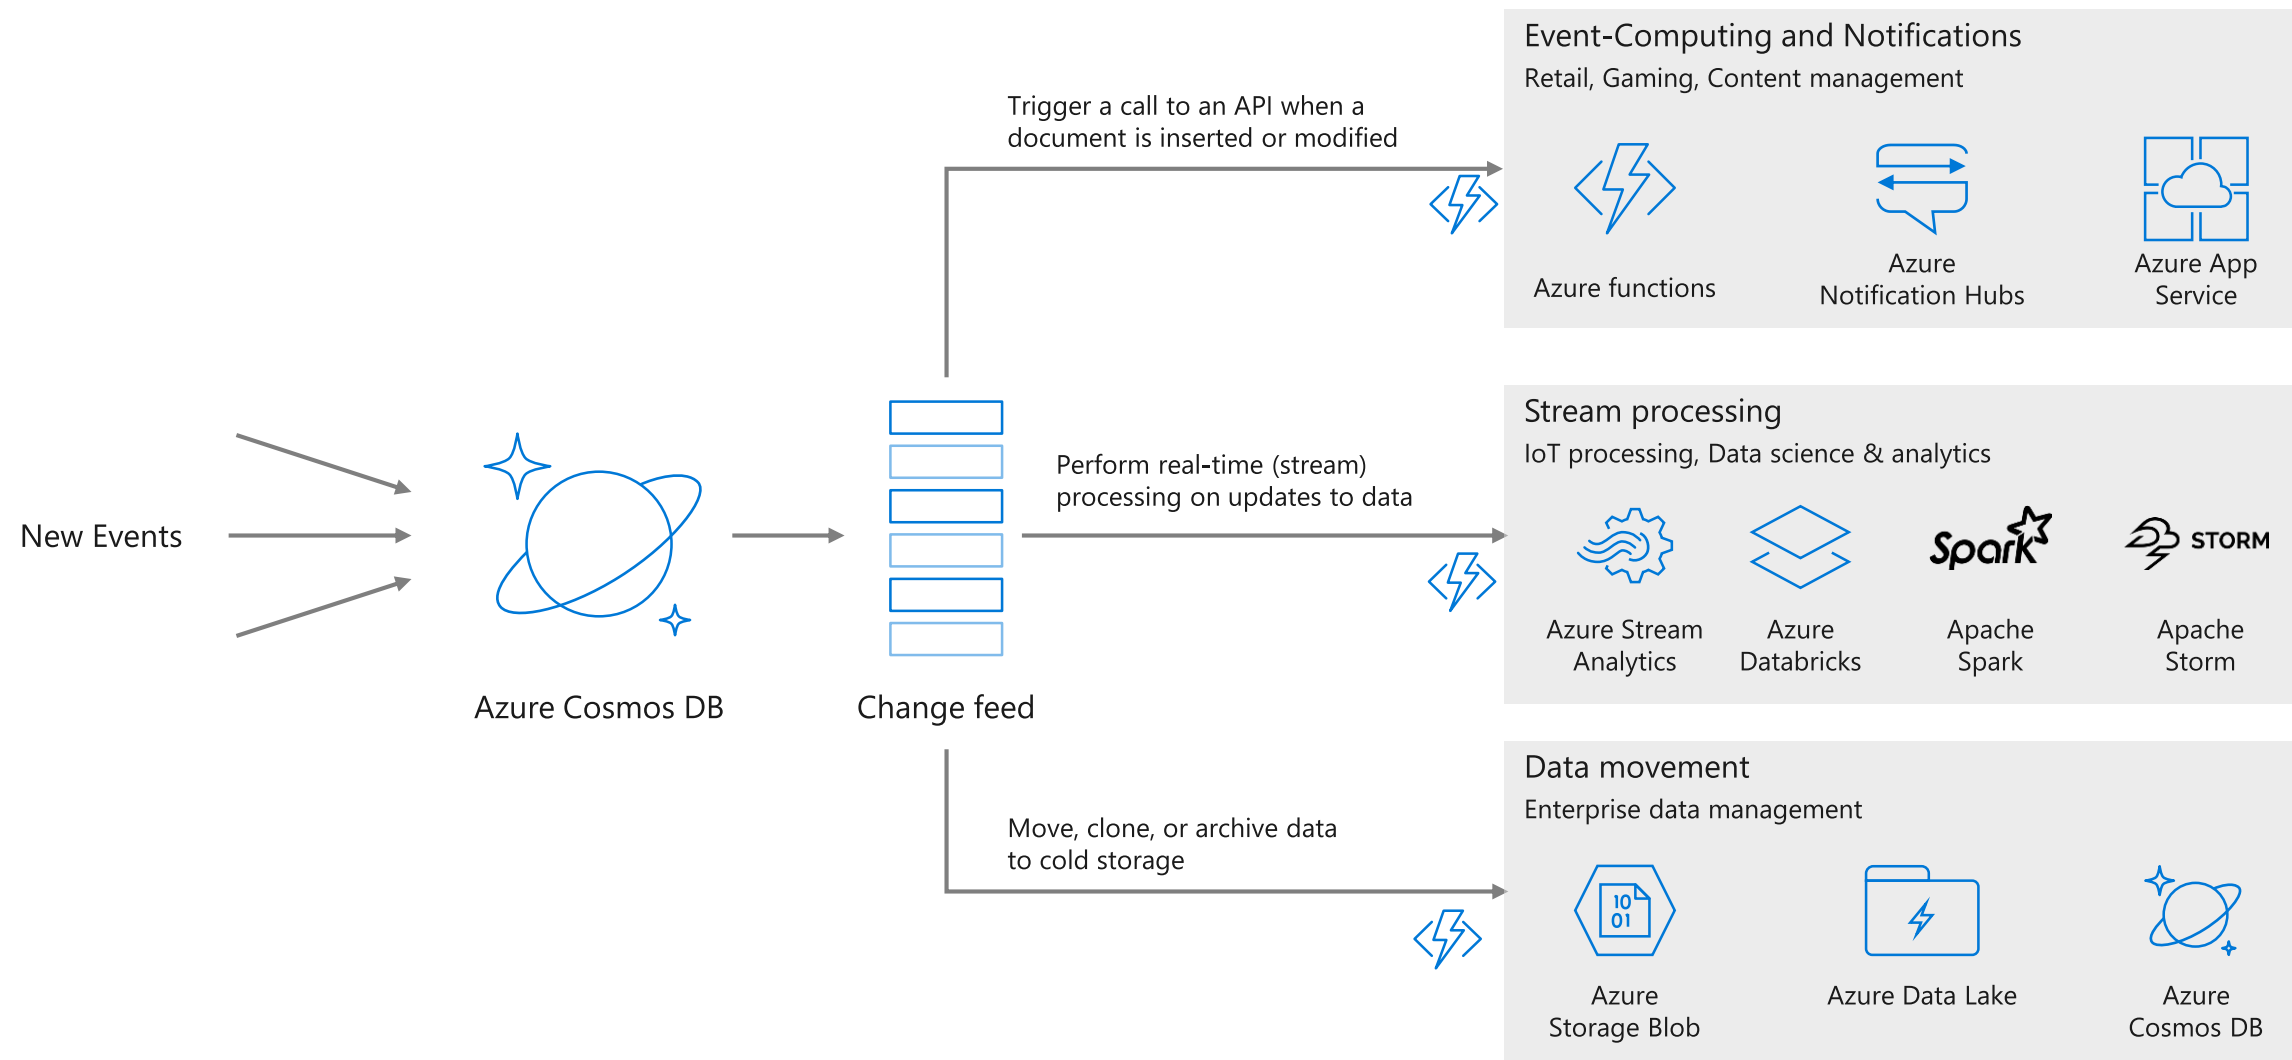 Event-Computing and Notifications
Retail, Gaming, Content management
Trigger a call to an API when a
document is inserted or modified
Azure functions
Azure
Notification Hubs
Azure App
Service
New Events
Azure Cosmos DB
Change feed
Perform real-time (stream)
processing on updates to data
Stream processing
IoT processing, Data science & analytics
Spark
STORM
Azure Stream
Analytics
Azure
Databricks
Apache
Spark
Apache
Storm
Move, clone, or archive data
to cold storage
Data movement
Enterprise data management
10
01
Azure
Storage Blob
Azure Data Lake
Azure
Cosmos DB